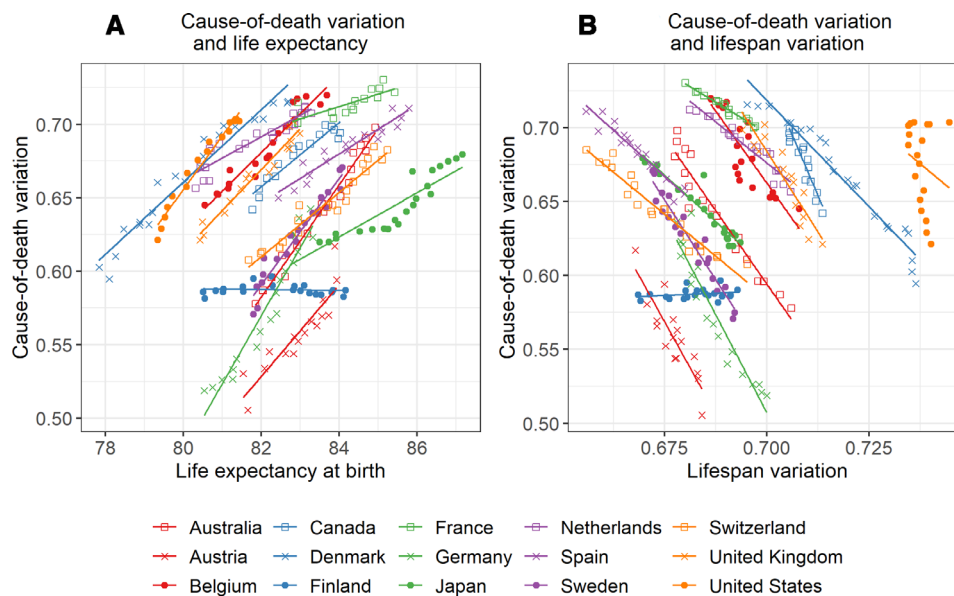 A
Cause-of-death variation
and life expectancy
Cause-of-death variation
0.70
0.65
0.60
0.55
0.50
78
80
82
84
86
Life expectancy at birth
B
Cause-of-death variation
and lifespan variation
Cause-of-death variation
0.70
0.65
0.60
0.55
0.50
0.675
0.700
0.725
Lifespan variation
Australia
Canada
France
Netherlands
Switzerland
Austria
Denmark
Germany
Spain
United Kingdom
Belgium
Finland
Japan
Sweden
United States